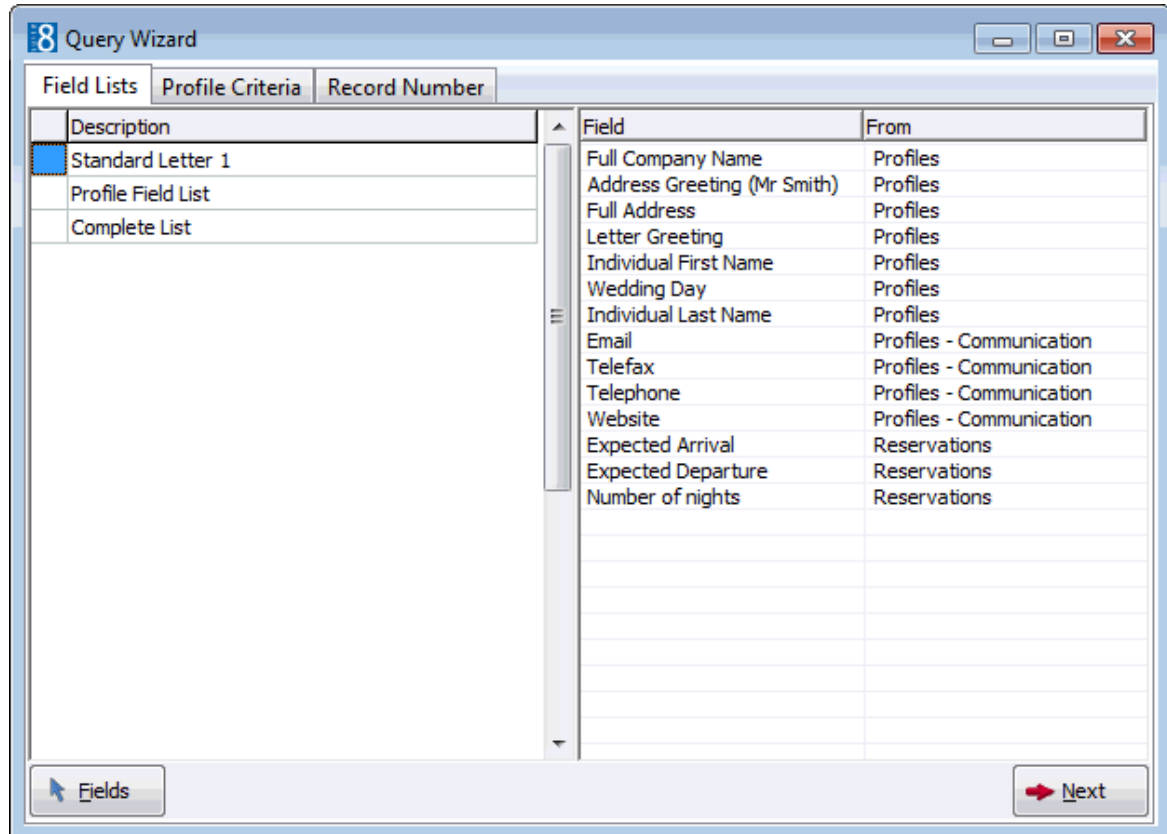 8 Query Wizard
Field Lists Profile Criteria Record Number
Description
Standard Letter 1
Profile Field List
Complete List
Field From
Full Company Name Profiles
Address Greeting (Mr Smith) Profiles
Full Address Profiles
Letter Greeting Profiles
Individual First Name Profiles
Wedding Day Profiles
Individual Last Name Profiles
Email Profiles - Communication
Telefax Profiles - Communication
Telephone Profiles - Communication
Website Profiles - Communication
Expected Arrival Reservations
Expected Departure Reservations
Number of nights Reservations
Fields Next